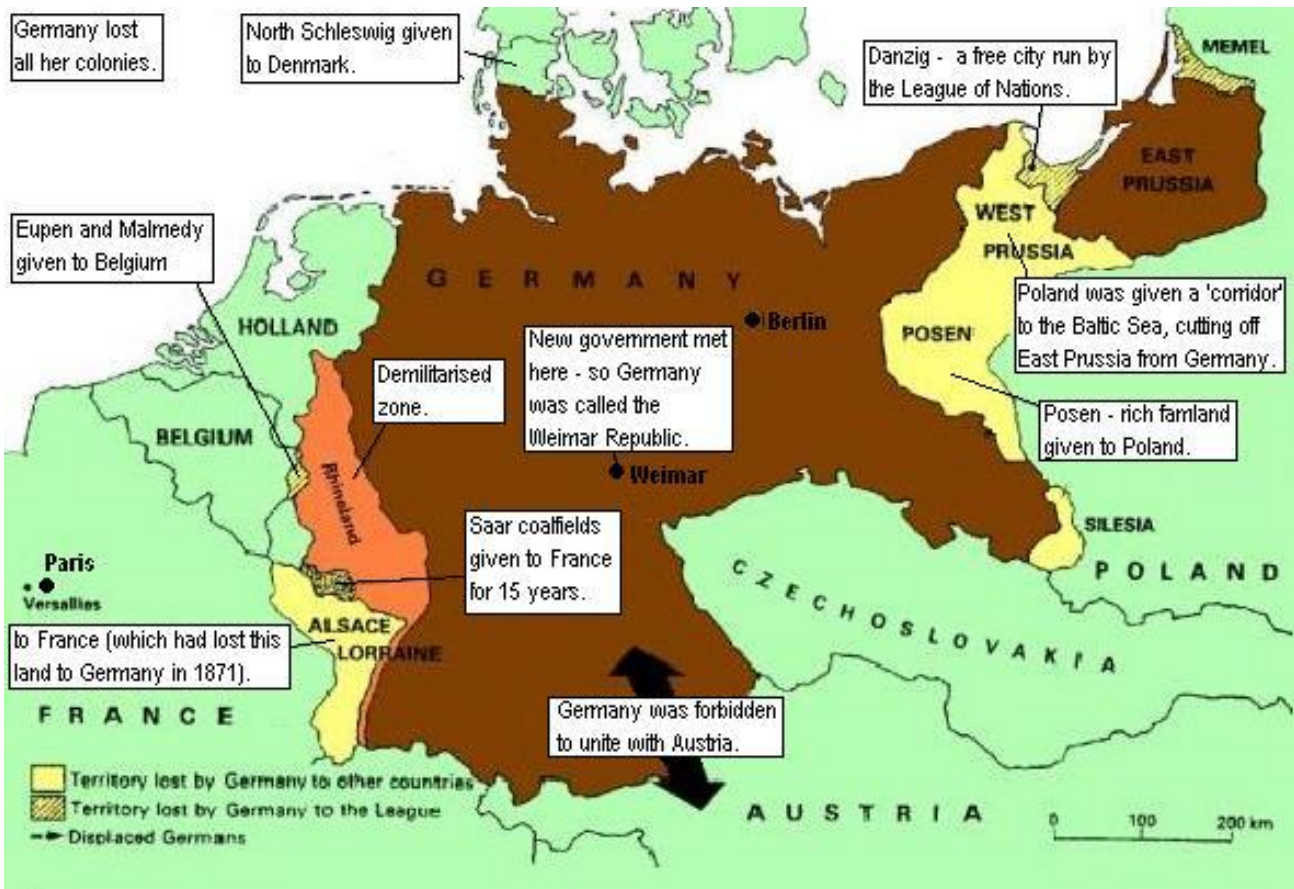 Germany lost
all her colonies.
North Schleswig given
to Denmark.
Danzig - a free city run by
the League of Nations.
MEMEL
EAST
PRUSSIA
WEST
PRUSSIA
Eupen and Malmedy
given to Belgium
GERMANY
HOLLAND
Berlin
POSEN
Poland was given a 'corridor'
to the Baltic Sea, cutting off
East Prussia from Germany.
New government met
here - so Germany
was called the
Weimar Republic.
Demilitarised
zone.
Posen - rich famland
given to Poland.
BELGIUM
Rhineland
Weimar
Saar coalfields
given to France
for 15 years.
SILESIA
POLAND
CZECHOSLOVAKIA
Paris
Versallies
ALSACE
LORRAINE
to France (which had lost this
land to Germany in 1871).
FRANCE
Germany was forbidden
to unite with Austria.
AUSTRIA
Territory lost by Germany to other countries
Territory lost by Germany to the League
Displaced Germans
0 100 200 km